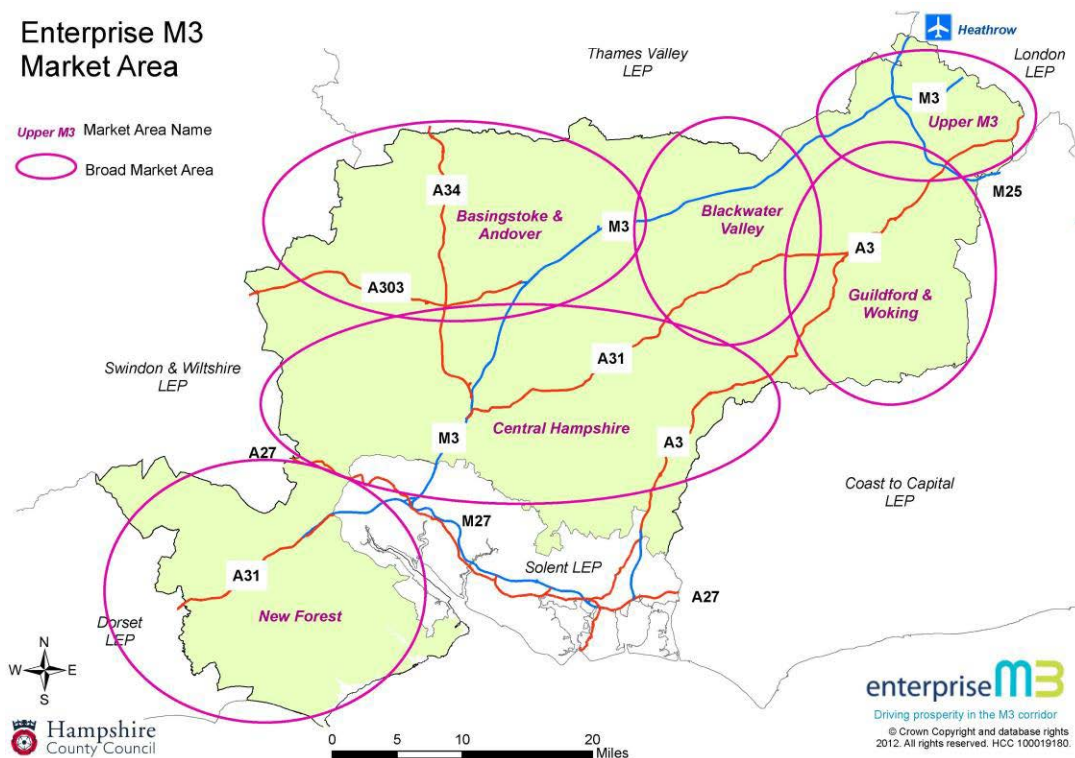 Enterprise M3
Market Area
Upper M3 Market Area Name
Broad Market Area
Thames Valley
LEP
Heathrow
London
LEP
M3
Upper M3
M25
A34
Basingstoke &
Andover
M3
Blackwater
Valley
A3
A303
Guildford &
Woking
Swindon & Wiltshire
LEP
A31
Central Hampshire
M3
A3
A27
Coast to Capital
LEP
M27
Solent LEP
A31
A27
New Forest
Dorset
LEP
N
W E
S
Hampshire
County Council
0 5 10 20
Miles
enterprise M3
Driving prosperity in the M3 corridor
© Crown Copyright and database rights
2012. All rights reserved. HCC 100019180.